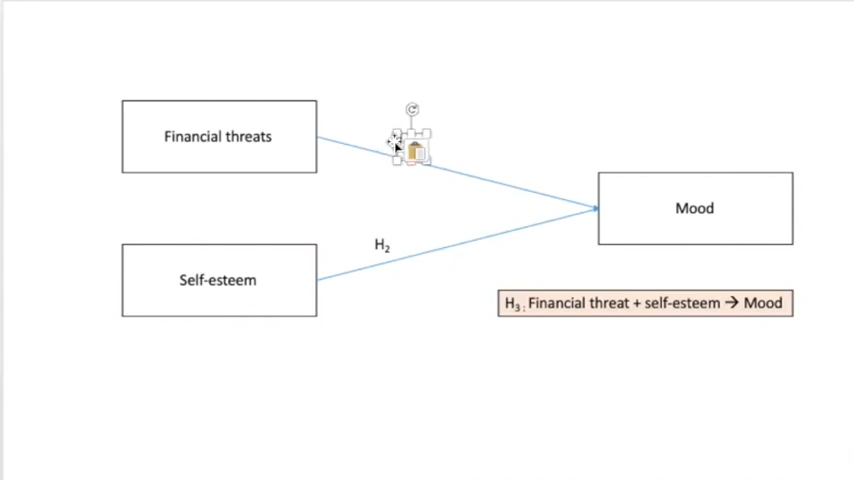 Financial threats
Mood
H₂
Self-esteem
H₃: Financial threat + self-esteem → Mood